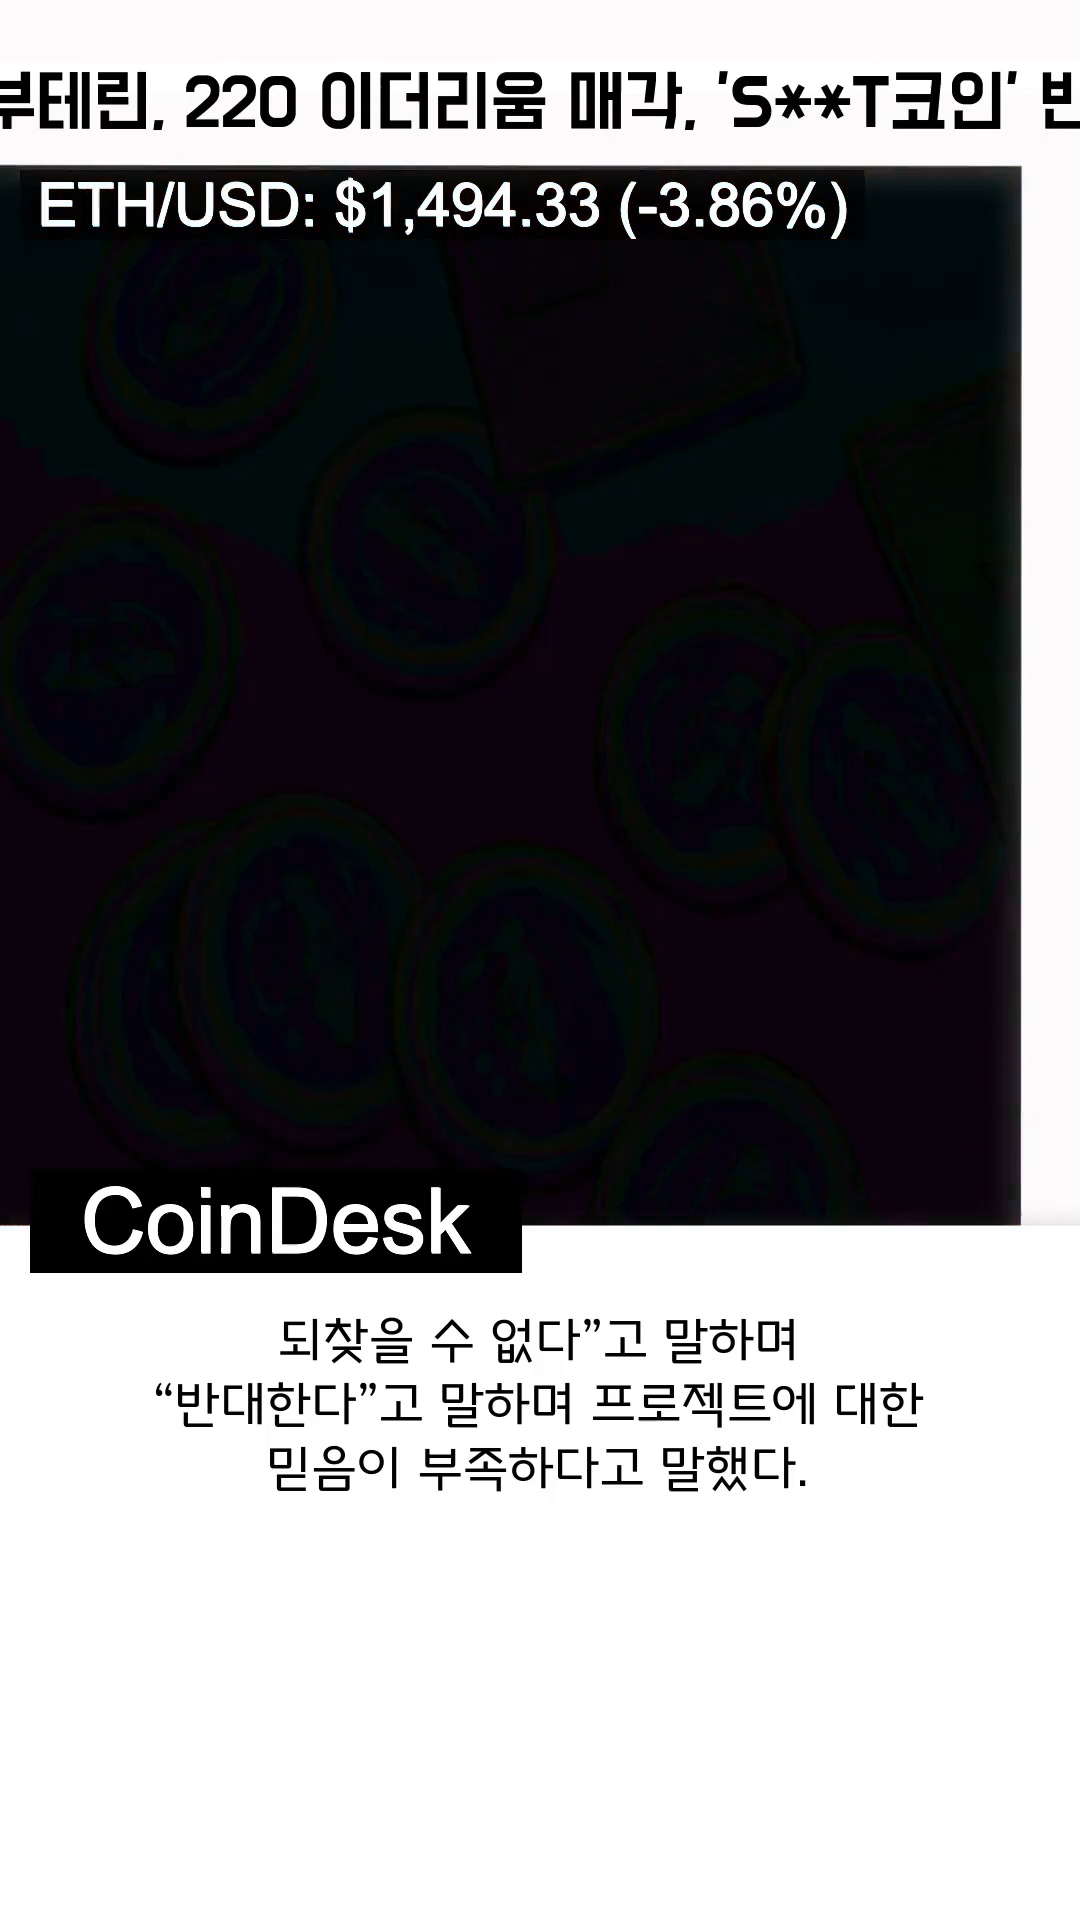 부테린, 220 이더리움 매각, 'S**T코인'
ETH/USD: $1,494.33 (-3.86%)
CoinDesk
되찾을 수 없다”고 말하며
“반대한다”고 말하며 프로젝트에 대한
믿음이 부족하다고 말했다.